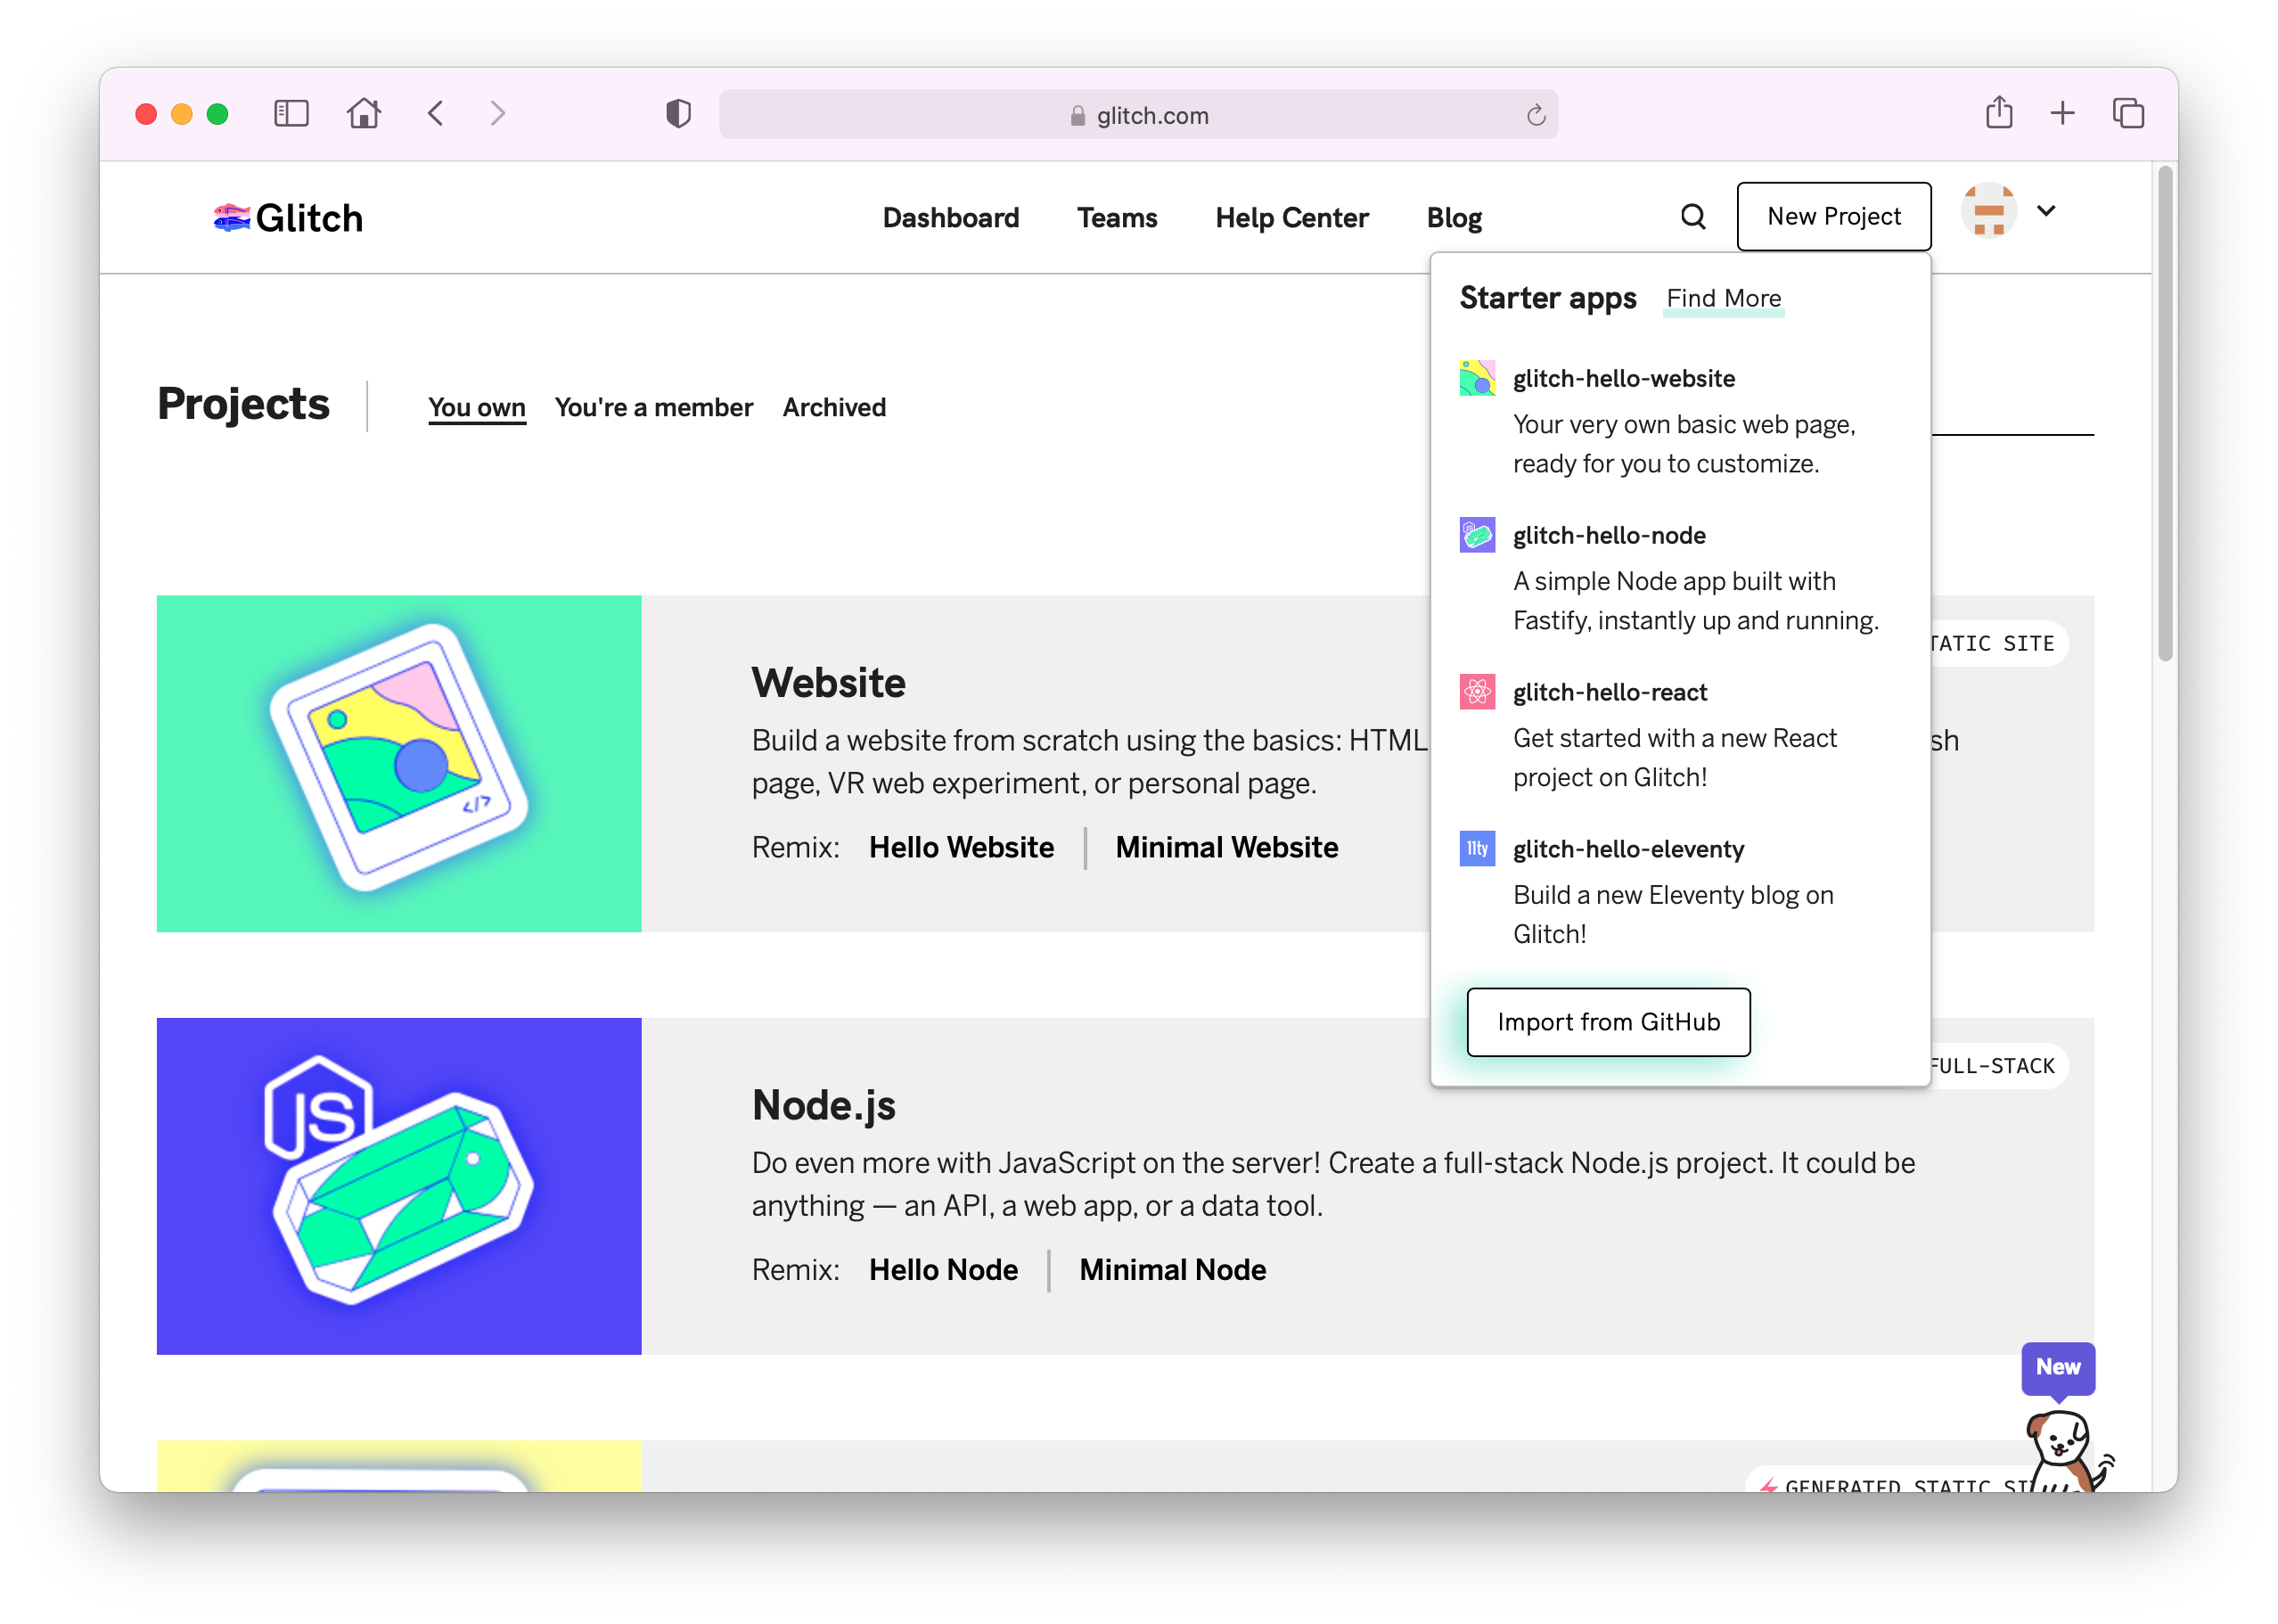 glitch.com
Glitch
Dashboard
Teams
Help Center
Blog
New Project
Starter apps
Find More
glitch-hello-website
Your very own basic web page,
ready for you to customize.
glitch-hello-node
A simple Node app built with
Fastify, instantly up and running.
glitch-hello-react
Get started with a new React
project on Glitch!
11ty
glitch-hello-eleventy
Build a new Eleventy blog on
Glitch!
Import from GitHub
Projects
You own
You're a member
Archived
</>
Website
Build a website from scratch using the basics: HTML
page, VR web experiment, or personal page.
Remix: Hello Website | Minimal Website
SITE
JS
Node.js
Do even more with JavaScript on the server! Create a full-stack Node.js project. It could be
anything — an API, a web app, or a data tool.
Remix: Hello Node | Minimal Node
FULL-STACK
New
GENERATED STATIC